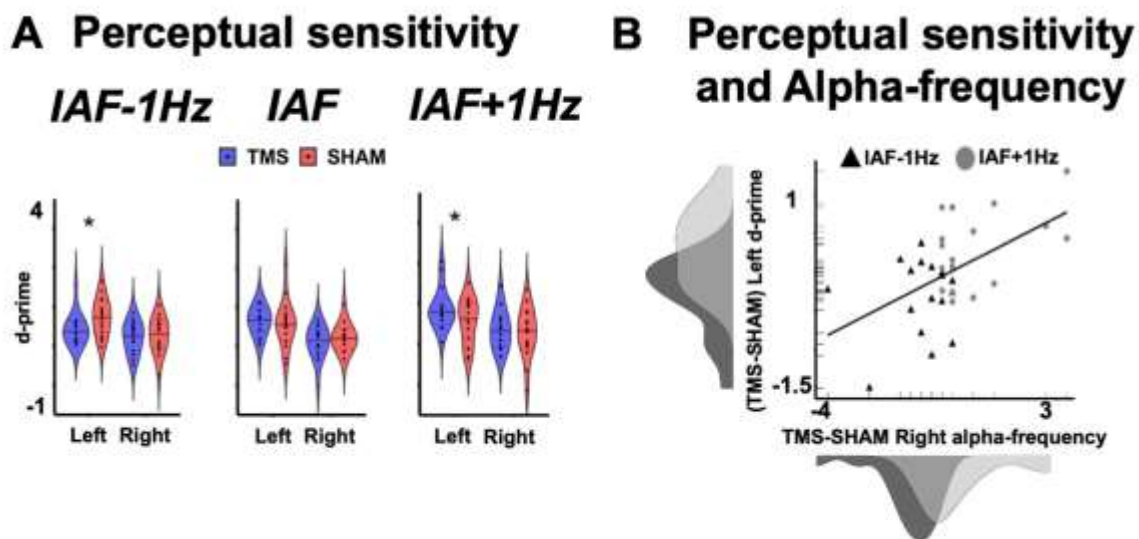 A Perceptual sensitivity
IAF-1Hz IAF IAF+1Hz
TMS SHAM
4
*
*
d-prime
-1
Left Right
Left Right
Left Right
B Perceptual sensitivity
and Alpha-frequency
IAF-1Hz IAF+1Hz
1
(TMS-SHAM) Left d-prime
-1.5
-4 3
TMS-SHAM Right alpha-frequency